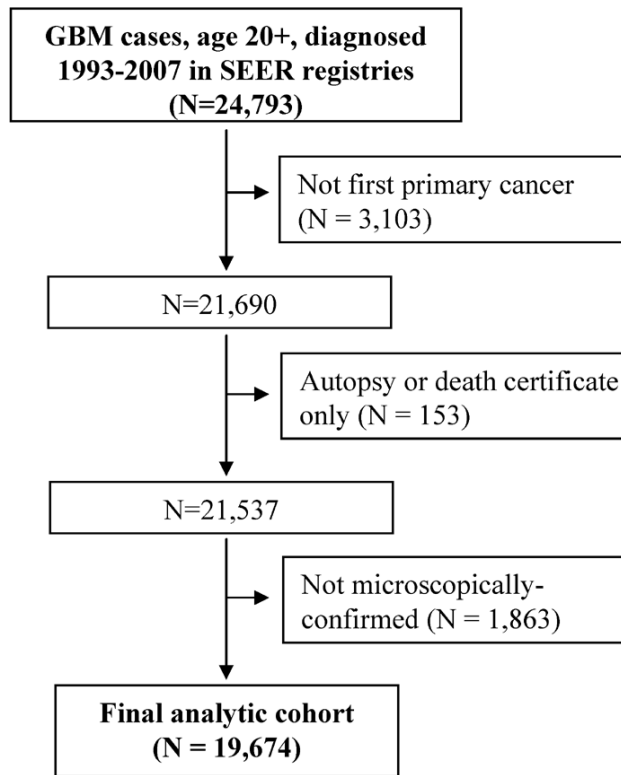 GBM cases, age 20+, diagnosed
1993-2007 in SEER registries
(N=24,793)
Not first primary cancer
(N = 3,103)
N=21,690
Autopsy or death certificate
only (N = 153)
N=21,537
Not microscopically-
confirmed (N = 1,863)
Final analytic cohort
(N = 19,674)